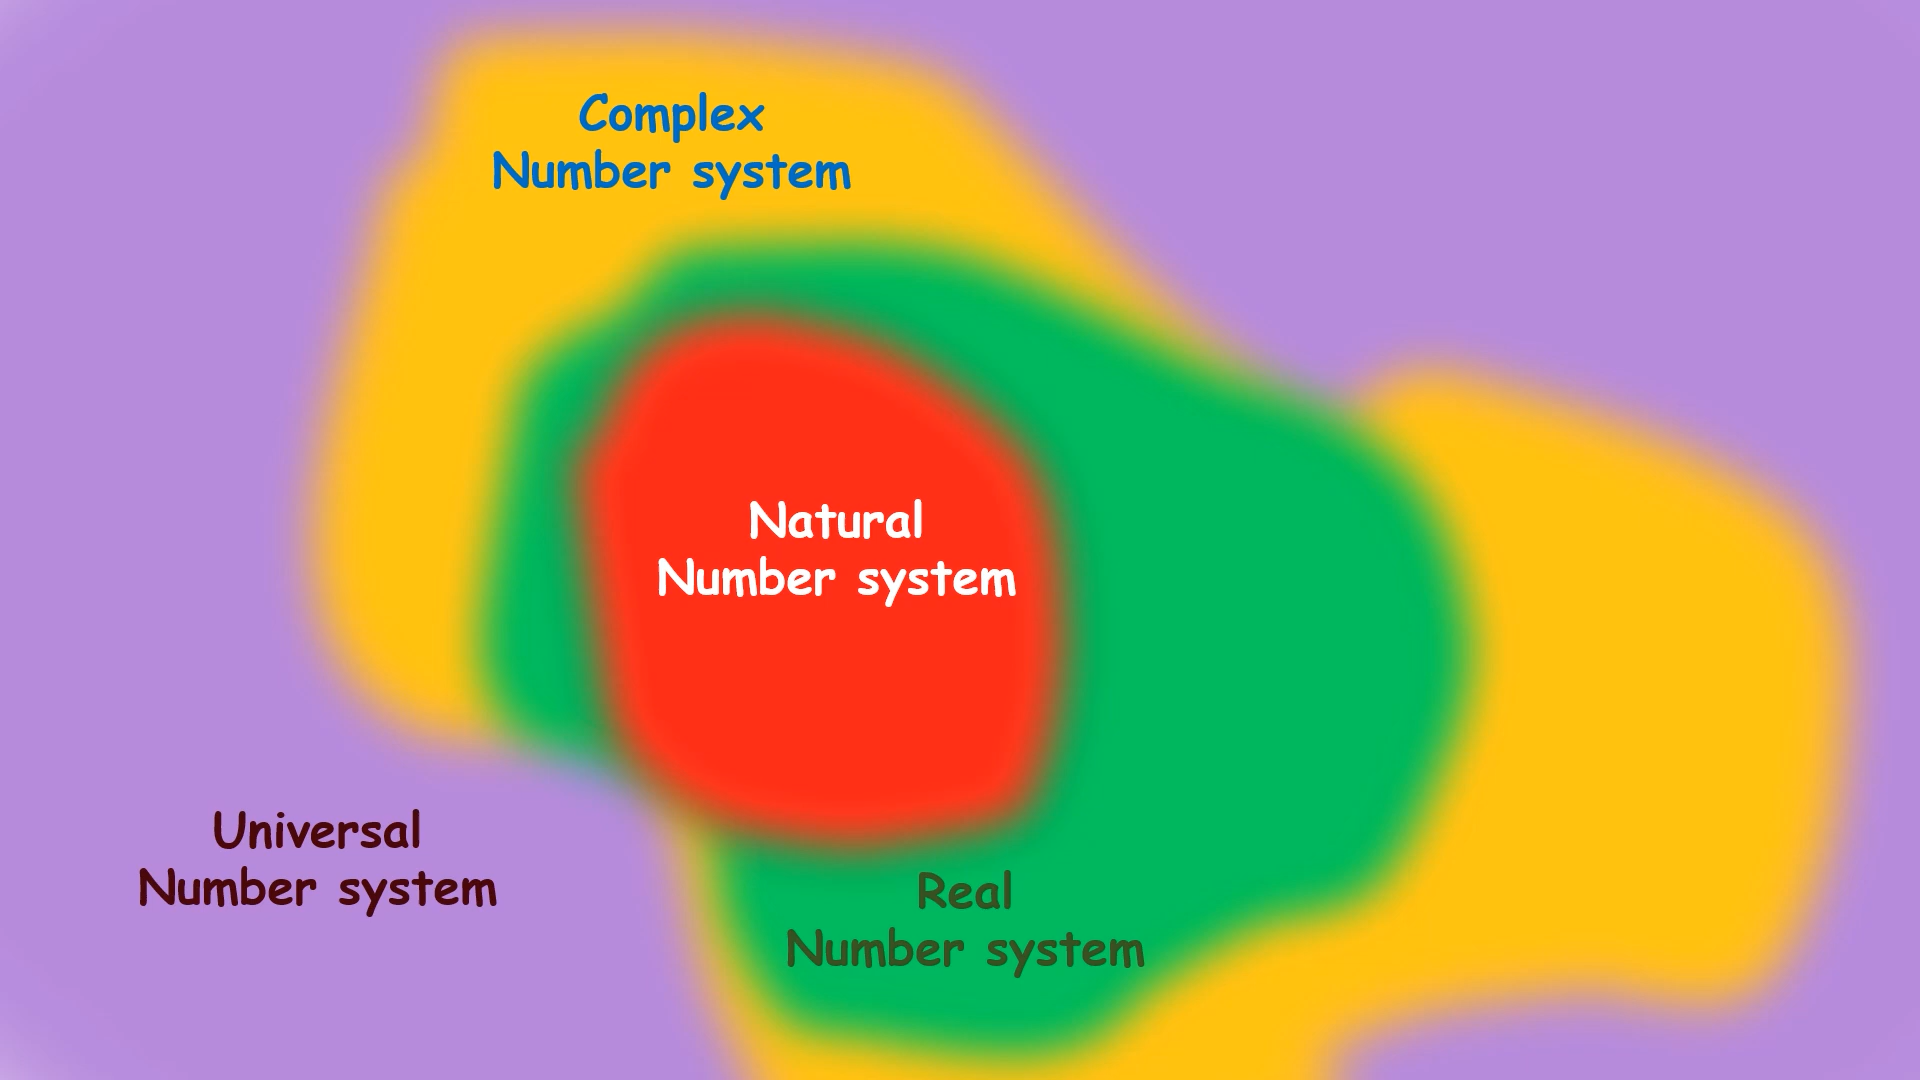 Complex
Number system
Natural
Number system
Universal
Number system
Real
Number system